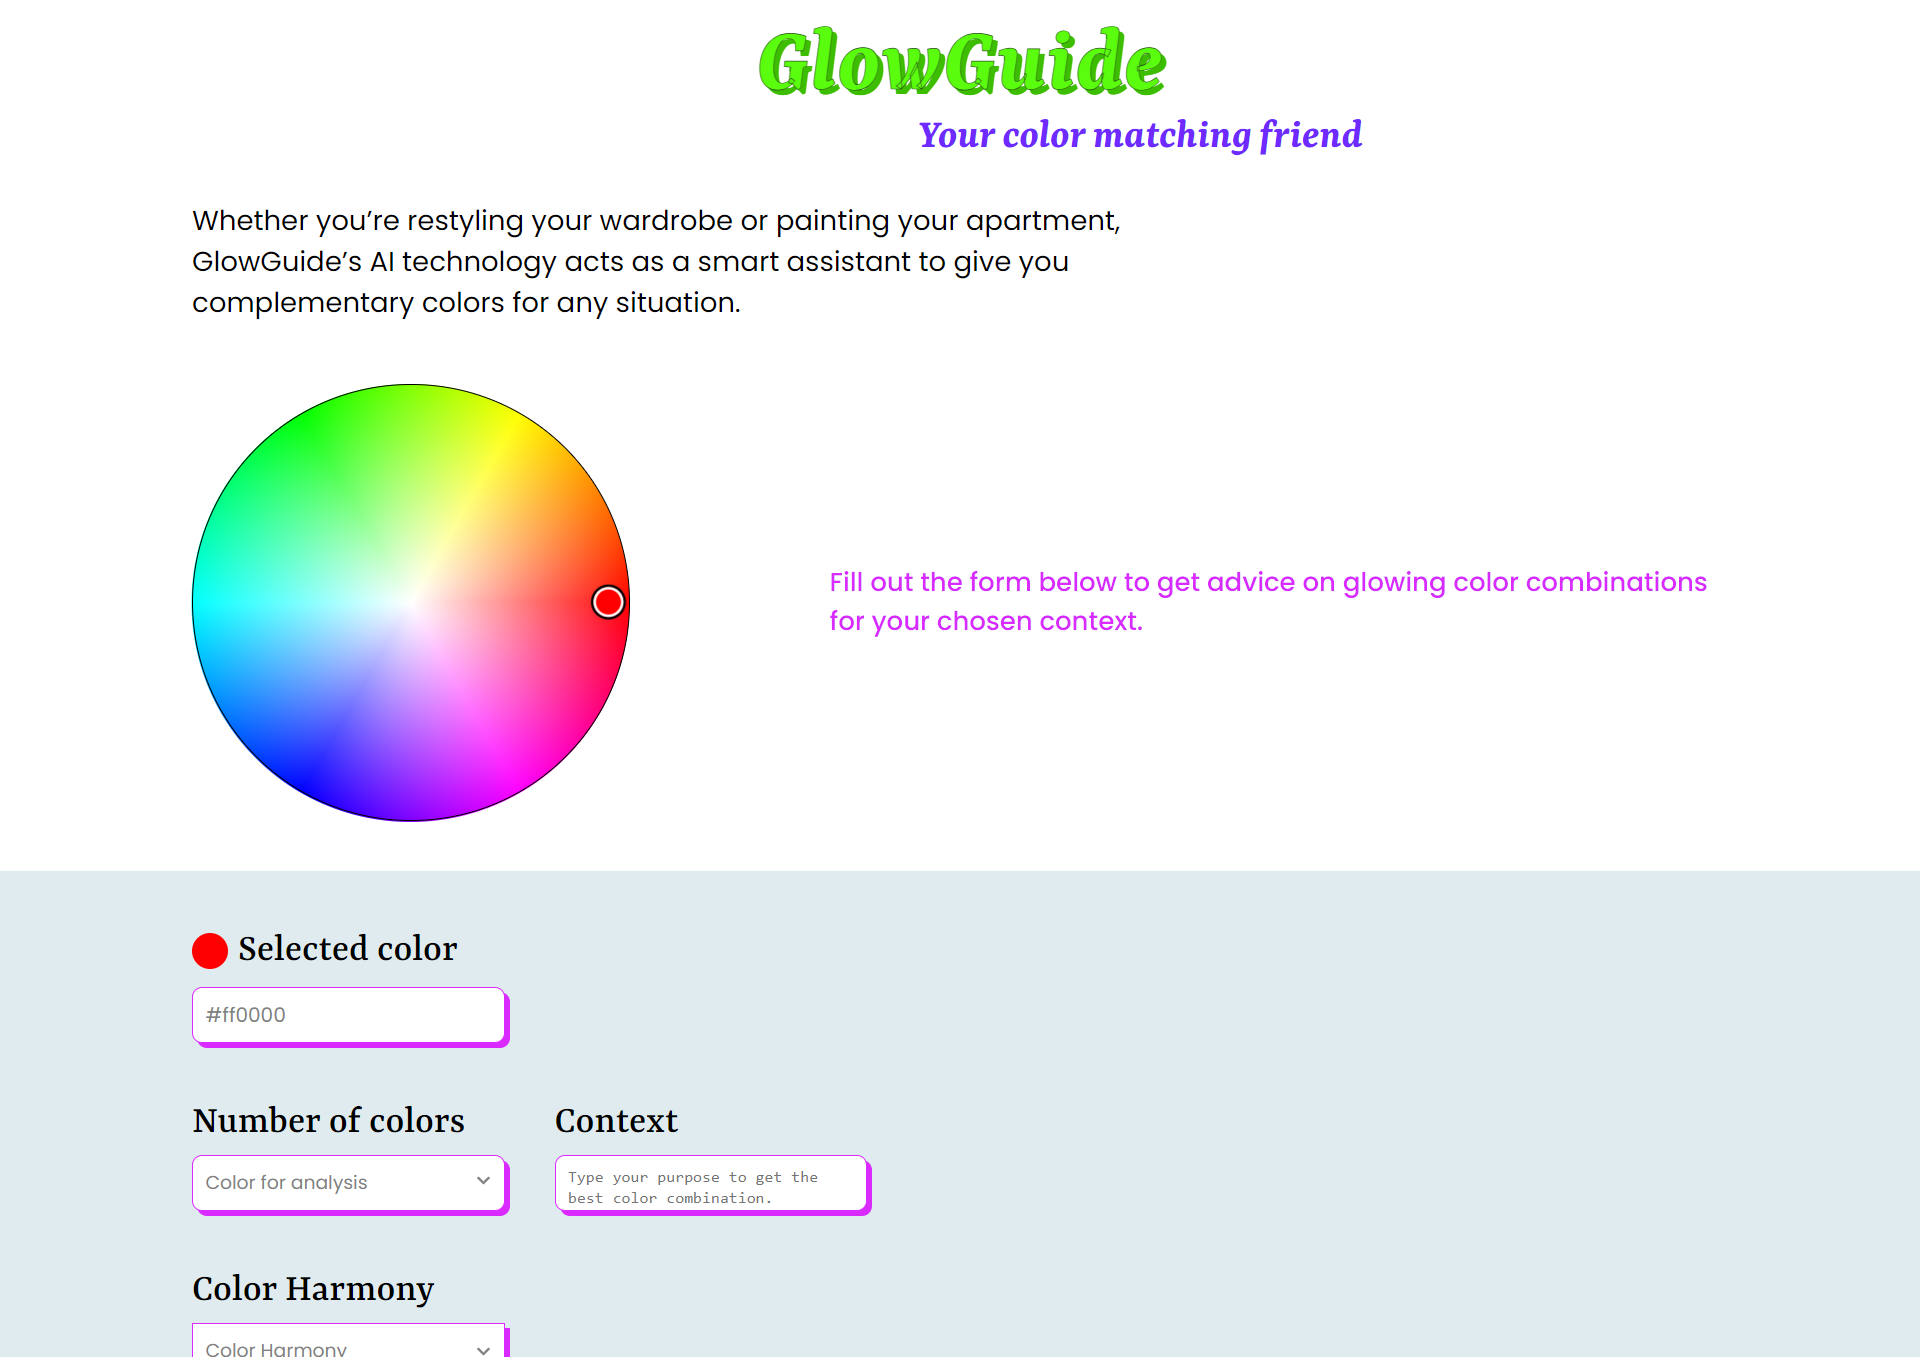 GlowGuide
Your color matching friend
Whether you’re restyling your wardrobe or painting your apartment,
GlowGuide’s AI technology acts as a smart assistant to give you
complementary colors for any situation.
Fill out the form below to get advice on glowing color combinations
for your chosen context.
Selected color
#ff0000
Number of colors
Color for analysis
Context
Type your purpose to get the
best color combination.
Color Harmony
Color Harmony